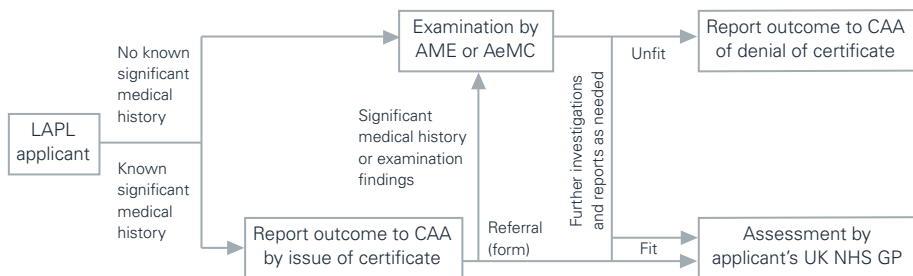 LAPL
applicant
No known
significant
medical
history
Known
significant
medical
history
Examination by
AME or AeMC
Significant
medical history
or examination
findings
Report outcome to CAA
by issue of certificate
Referral
(form)
Further investigations
and reports as needed
Unfit
Fit
Report outcome to CAA
of denial of certificate
Assessment by
applicant's UK NHS GP